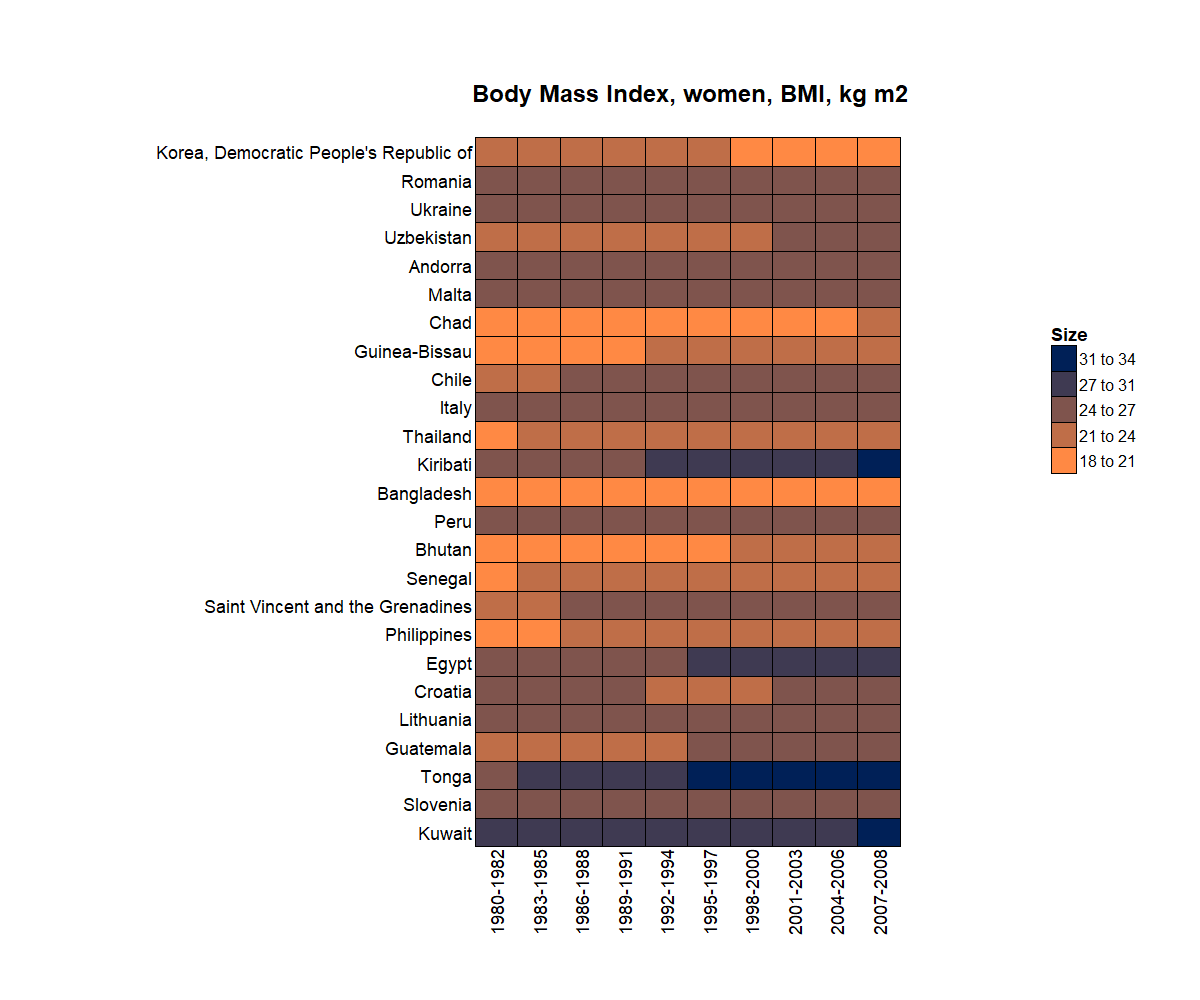 Body Mass Index, women, BMI, kg m2
Korea, Democratic People's Republic of
Romania
Ukraine
Uzbekistan
Andorra
Malta
Chad
Guinea-Bissau
Chile
Italy
Thailand
Kiribati
Bangladesh
Peru
Bhutan
Senegal
Saint Vincent and the Grenadines
Philippines
Egypt
Croatia
Lithuania
Guatemala
Tonga
Slovenia
Kuwait
1980-1982
1983-1985
1986-1988
1989-1991
1992-1994
1995-1997
1998-2000
2001-2003
2004-2006
2007-2008
Size
31 to 34
27 to 31
24 to 27
21 to 24
18 to 21